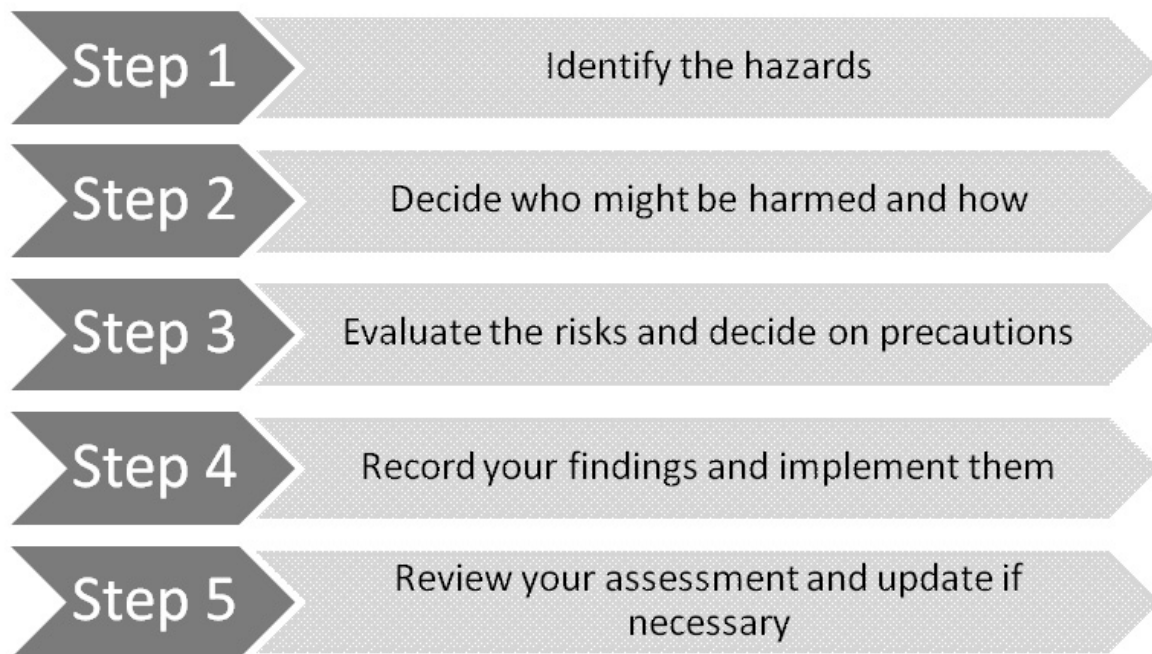 Step 1
Identify the hazards
Step 2
Decide who might be harmed and how
Step 3
Evaluate the risks and decide on precautions
Step 4
Record your findings and implement them
Step 5
Review your assessment and update if
necessary